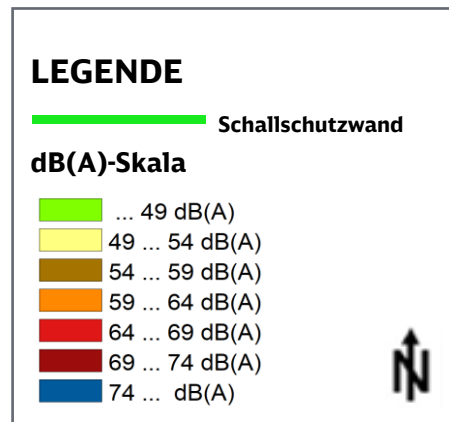 LEGENDE
Schallschutzwand
dB(A)-Skala
... 49 dB(A)
49 ... 54 dB(A)
54 ... 59 dB(A)
59 ... 64 dB(A)
64 ... 69 dB(A)
69 ... 74 dB(A)
74 ... dB(A)
N